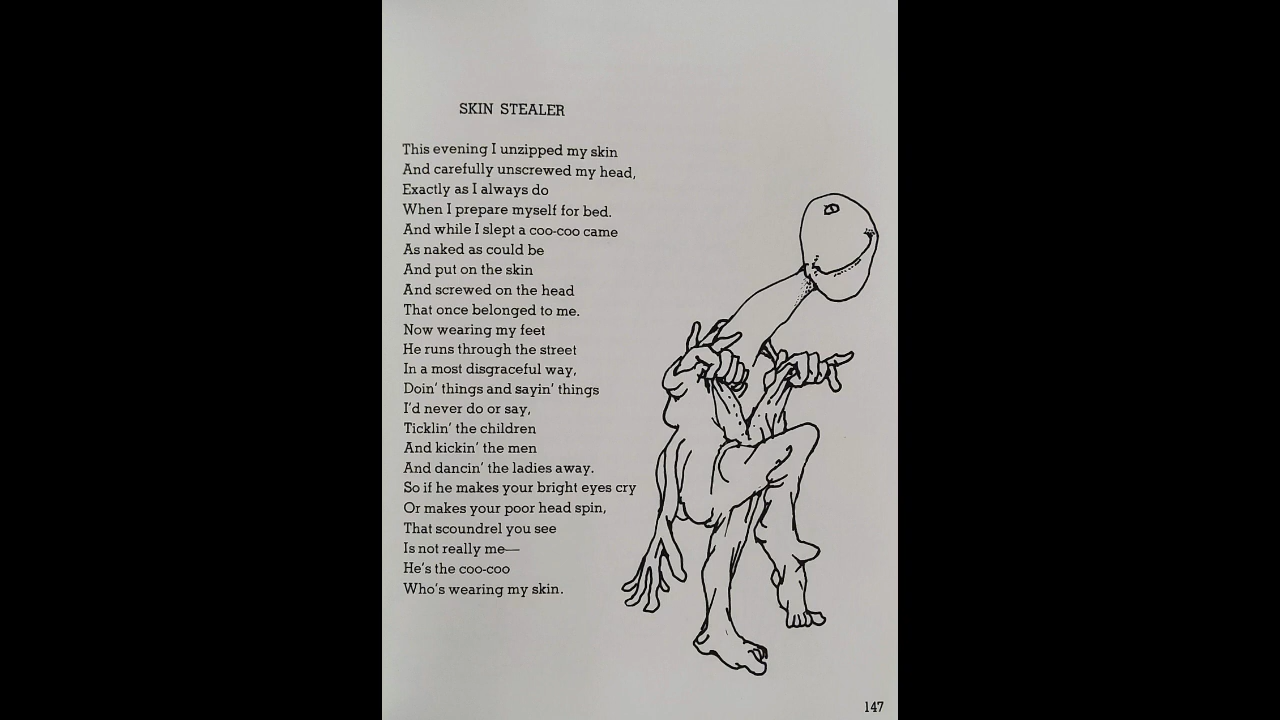 SKIN STEALER
This evening I unzipped my skin
And carefully unscrewed my head,
Exactly as I always do
When I prepare myself for bed.
And while I slept a coo-coo came
As naked as could be
And put on the skin
And screwed on the head
That once belonged to me.
Now wearing my feet
He runs through the street
In a most disgraceful way,
Doin' things and sayin' things
I'd never do or say,
Ticklin' the children
And kickin' the men
And dancin' the ladies away.
So if he makes your bright eyes cry
Or makes your poor head spin,
That scoundrel you see
Is not really me—
He's the coo-coo
Who's wearing my skin.
147